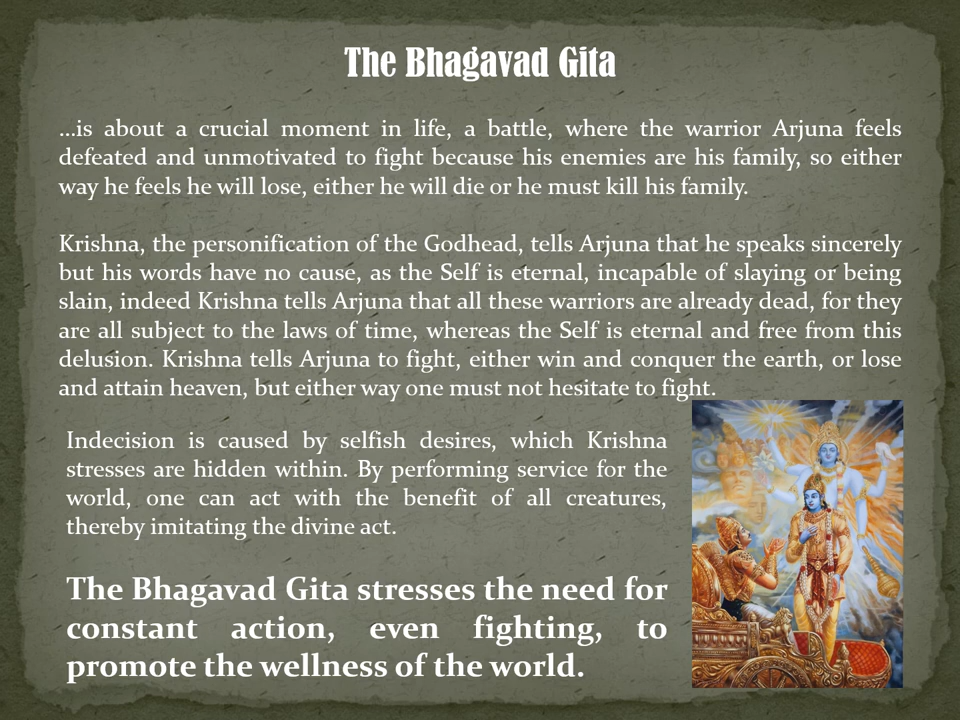 The Bhagavad Gita
...is about a crucial moment in life, a battle, where the warrior Arjuna feels
defeated and unmotivated to fight because his enemies are his family, so either
way he feels he will lose, either he will die or he must kill his family.
Krishna, the personification of the Godhead, tells Arjuna that he speaks sincerely
but his words have no cause, as the Self is eternal, incapable of slaying or being
slain, indeed Krishna tells Arjuna that all these warriors are already dead, for they
are all subject to the laws of time, whereas the Self is eternal and free from this
delusion. Krishna tells Arjuna to fight, either win and conquer the earth, or lose
and attain heaven, but either way one must not hesitate to fight.
Indecision is caused by selfish desires, which Krishna
stresses are hidden within. By performing service for the
world, one can act with the benefit of all creatures,
thereby imitating the divine act.
The Bhagavad Gita stresses the need for
constant action, even fighting, to
promote the wellness of the world.